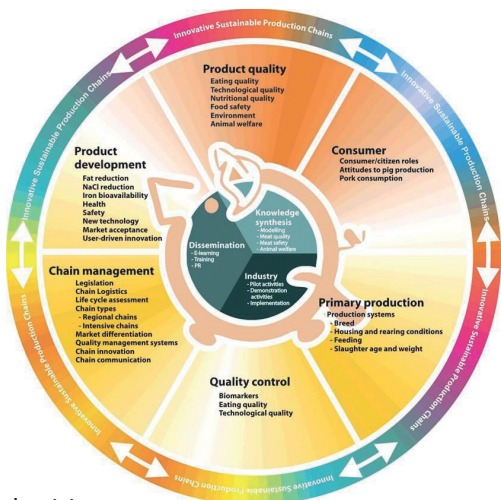 Innovative Sustainable Production Chains
Innovative Sustainable Production Chains
Innovative Sustainable Production Chains
Innovative Sustainable Production Chains
Innovative Sustainable Production Chains
Innovative Sustainable Production Chains
Product quality
Eating quality
Technological quality
Nutritional quality
Food safety
Environment
Animal welfare
Consumer
Consumer/citizen roles
Attitudes to pig production
Pork consumption
Product
development
Fat reduction
NaCl reduction
Iron bioavailability
Health
Safety
New technology
Market acceptance
User-driven innovation
Knowledge
synthesis
- Modelling
- Meat quality
- Meat safety
- Animal welfare
Dissemination
- E-learning
- Training
- PR
Industry
- Pilot activities
- Demonstration
activities
- Implementation
Chain management
Legislation
Chain Logistics
Life cycle assessment
Chain types
- Regional chains
- Intensive chains
Market differentiation
Quality management systems
Chain innovation
Chain communication
Primary production
Production systems
- Breed
- Housing and rearing conditions
- Feeding
- Slaughter age and weight
Quality control
Biomarkers
Eating quality
Technological quality